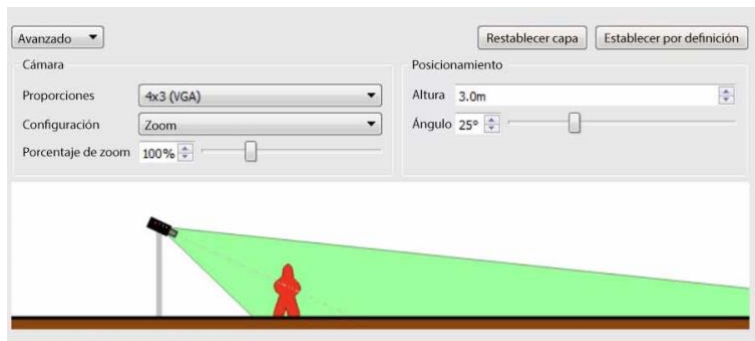 Avanzado Restablecer capa Establecer por definición
Cámara Posicionamiento
Proporciones 4x3 (VGA) Altura 3.0m
Configuración Zoom Ángulo 25°
Porcentaje de zoom 100%